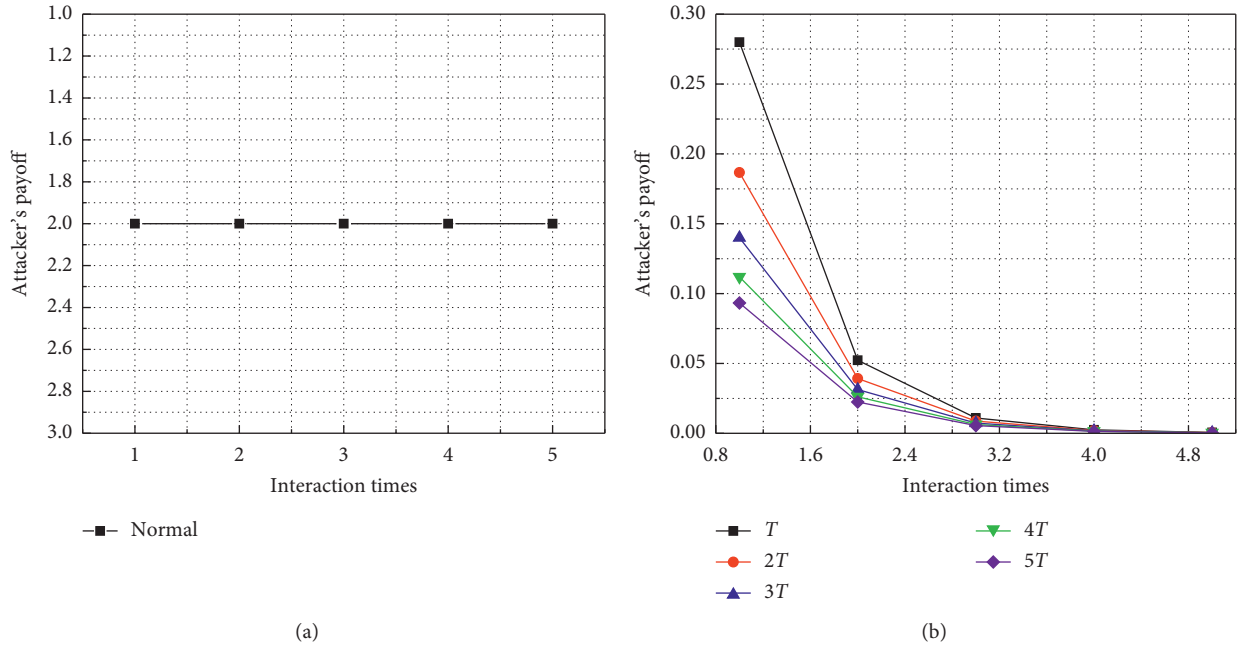 1.0
1.2
1.4
1.6
1.8
2.0
2.2
2.4
2.6
2.8
3.0
Attacker's payoff
1 2 3 4 5
Interaction times
Normal
(a)
0.30
0.25
0.20
0.15
0.10
0.05
0.00
Attacker's payoff
0.8 1.6 2.4 3.2 4.0 4.8
Interaction times
T
2T
3T
4T
5T
(b)